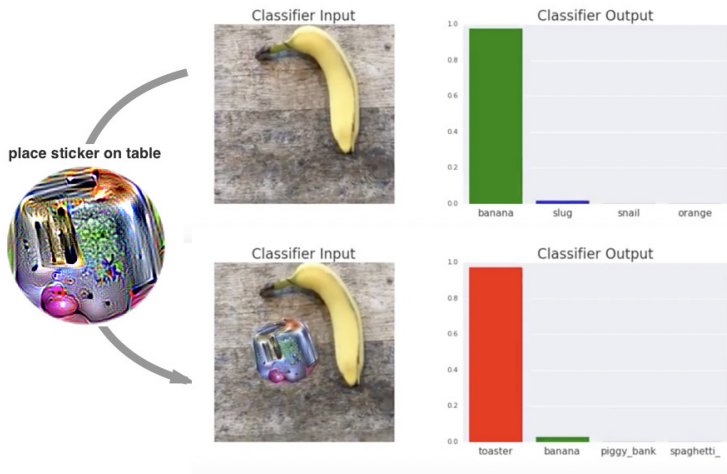 Classifier Input
Classifier Output
1.0
0.8
0.6
0.4
0.2
0.0
banana slug snail orange
place sticker on table
Classifier Input
Classifier Output
1.0
0.8
0.6
0.4
0.2
0.0
toaster banana piggy_bank spaghetti_